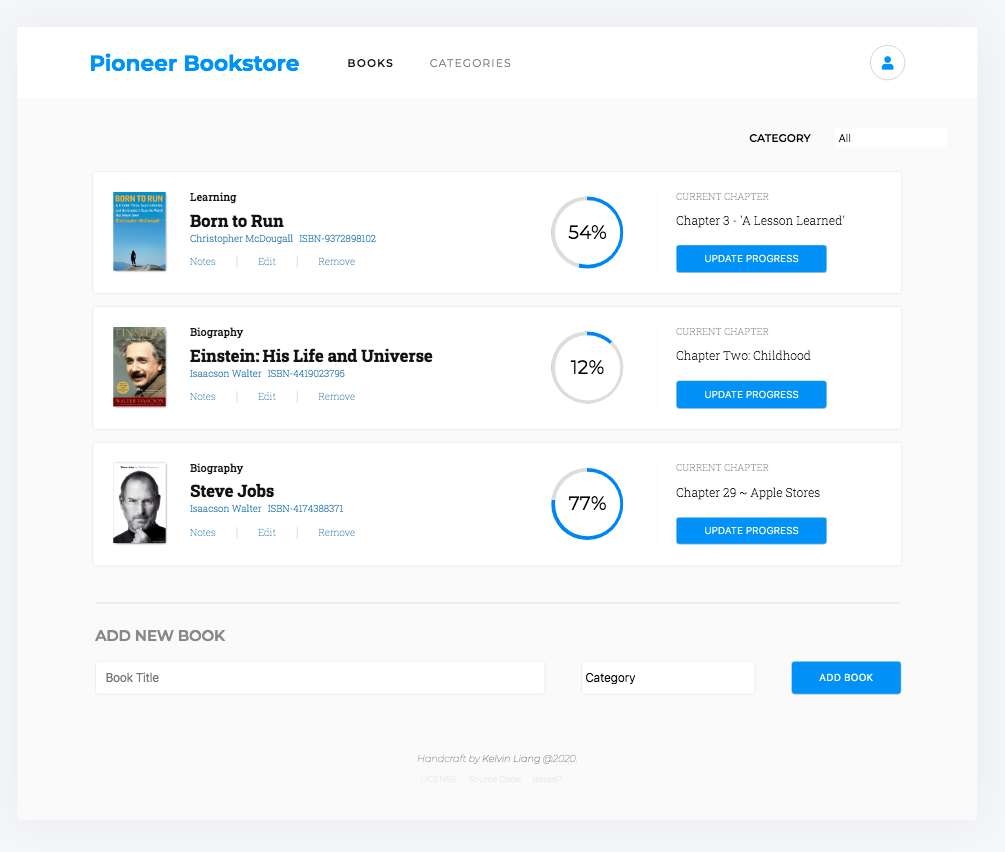 Pioneer Bookstore
BOOKS
CATEGORIES
CATEGORY
All
BORN TO RUN
Learning
Born to Run
Christopher McDougall ISBN-9372898102
Notes | Edit | Remove
54%
CURRENT CHAPTER
Chapter 3 - 'A Lesson Learned'
UPDATE PROGRESS
WALTER ISAACSON
Biography
Einstein: His Life and Universe
Isaacson Walter ISBN-4419023795
Notes | Edit | Remove
12%
CURRENT CHAPTER
Chapter Two: Childhood
UPDATE PROGRESS
Biography
Steve Jobs
Isaacson Walter ISBN-4174388371
Notes | Edit | Remove
77%
CURRENT CHAPTER
Chapter 29 ~ Apple Stores
UPDATE PROGRESS
ADD NEW BOOK
Book Title
Category
ADD BOOK
Handcraft by Kelvin Liang @2020.
LICENSE Source Code Issues?